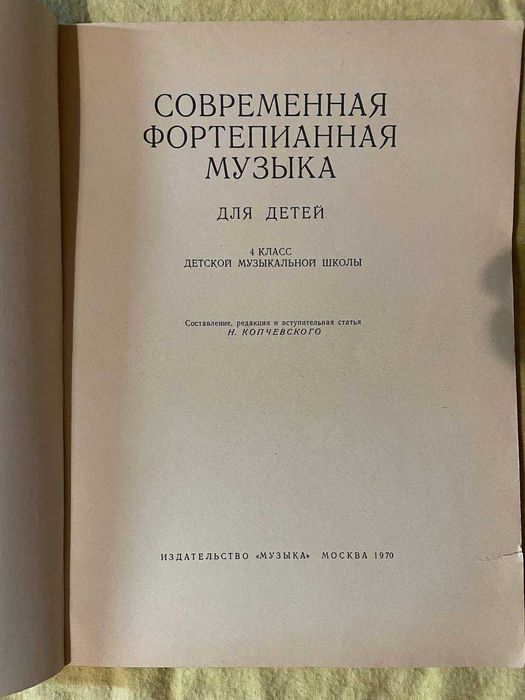 СОВРЕМЕННАЯ
ФОРТЕПИАННАЯ
МУЗЫКА
ДЛЯ ДЕТЕЙ
4 КЛАСС
ДЕТСКОЙ МУЗЫКАЛЬНОЙ ШКОЛЫ
Составление, редакция и вступительная статья
Н. КОПЧЕВСКОГО
ИЗДАТЕЛЬСТВО «МУЗЫКА» МОСКВА 1970